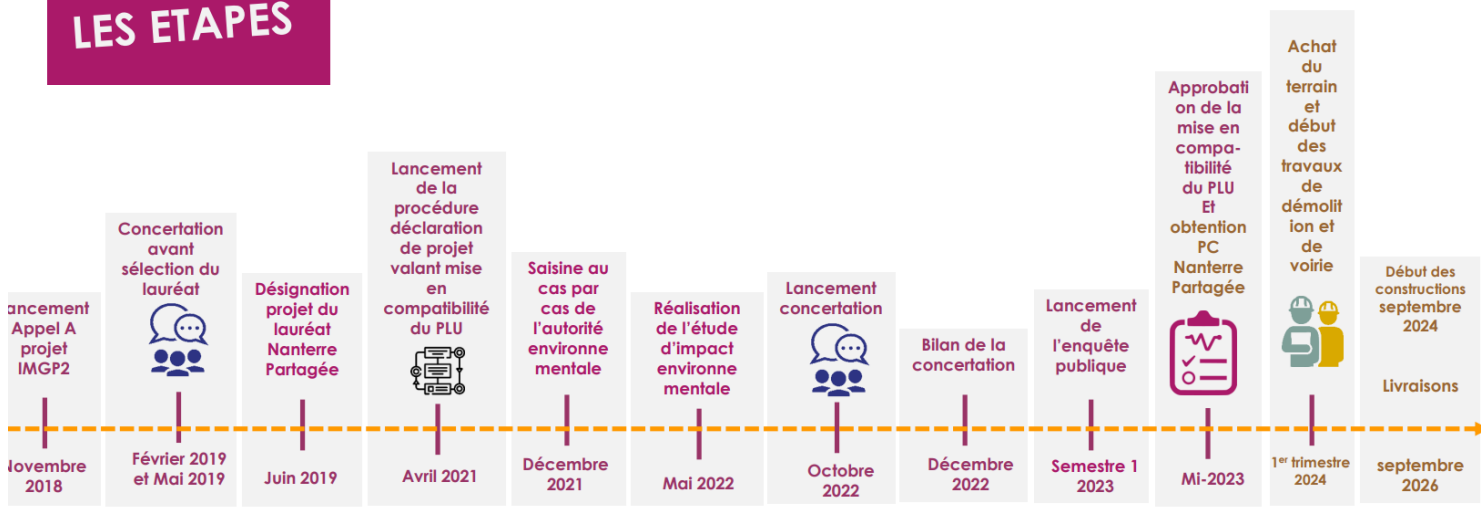 LES ETAPES
ancement
Appel A
projet
IMGP2
Novembre
2018
Concertation
avant
sélection du
lauréat
Février 2019
et Mai 2019
Désignation
projet du
lauréat
Nanterre
Partagée
Juin 2019
Lancement
de la
procédure
déclaration
de projet
valant mise
en
compatibilité
du PLU
Avril 2021
Saisine au
cas par
cas de
l'autorité
environne
mentale
Décembre
2021
Réalisation
de l'étude
d'impact
environne
mentale
Mai 2022
Lancement
concertation
Octobre
2022
Bilan de la
concertation
Décembre
2022
Lancement
de
l'enquête
publique
Semestre 1
2023
Approbati
on de la
mise en
compa-
tibilité
du PLU
Et
obtention
PC
Nanterre
Partagée
Mi-2023
Achat
du
terrain
et
début
des
travaux
de
démolit
ion et
de
voirie
1er trimestre
2024
Début des
constructions
septembre
2024
Livraisons
septembre
2026